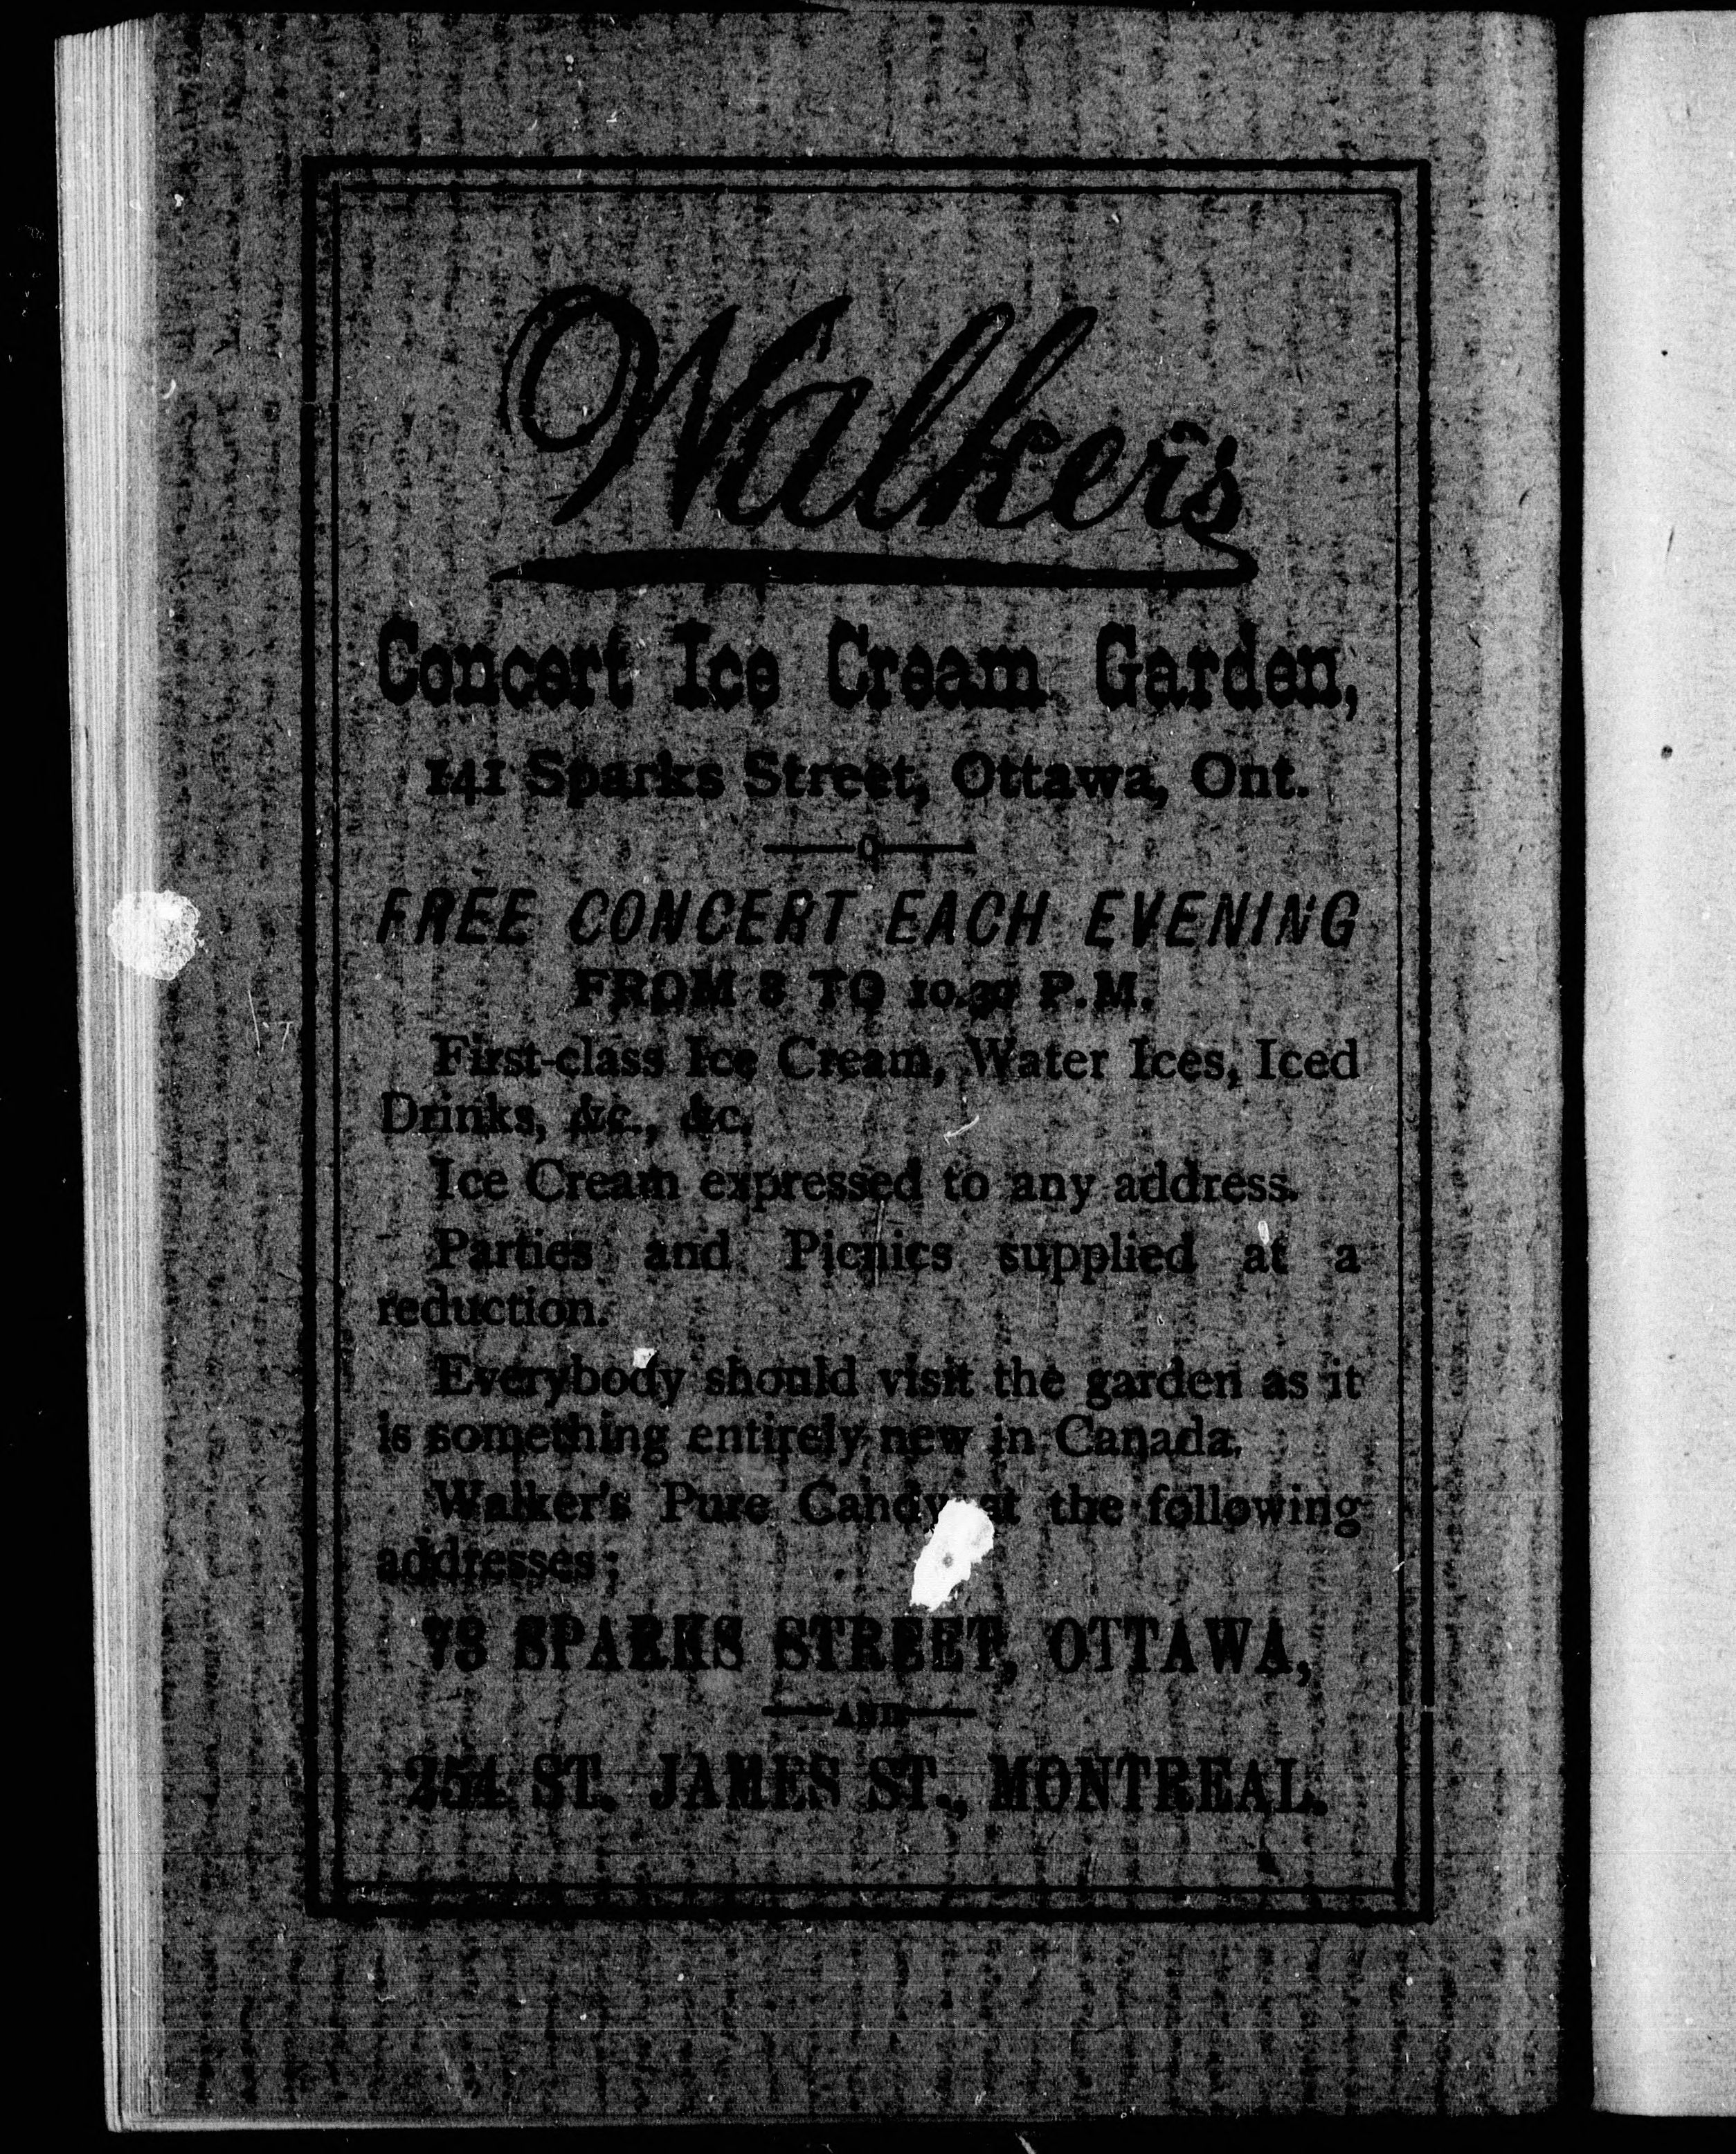 Walker's
Concert Ice Cream Garden,
141 Sparks Street, Ottawa, Ont.
—o—
FREE CONCERT EACH EVENING
FROM 8 TO 10.30 P.M.
First-class Ice Cream, Water Ices, Iced
Drinks, &c., &c.
Ice Cream expressed to any address.
Parties and Picnics supplied at a
reduction.
Everybody should visit the garden as it
is something entirely new in Canada.
Walker's Pure Candy at the following
addresses:
78 SPARKS STREET, OTTAWA,
—AND—
254 ST. JAMES ST., MONTREAL.